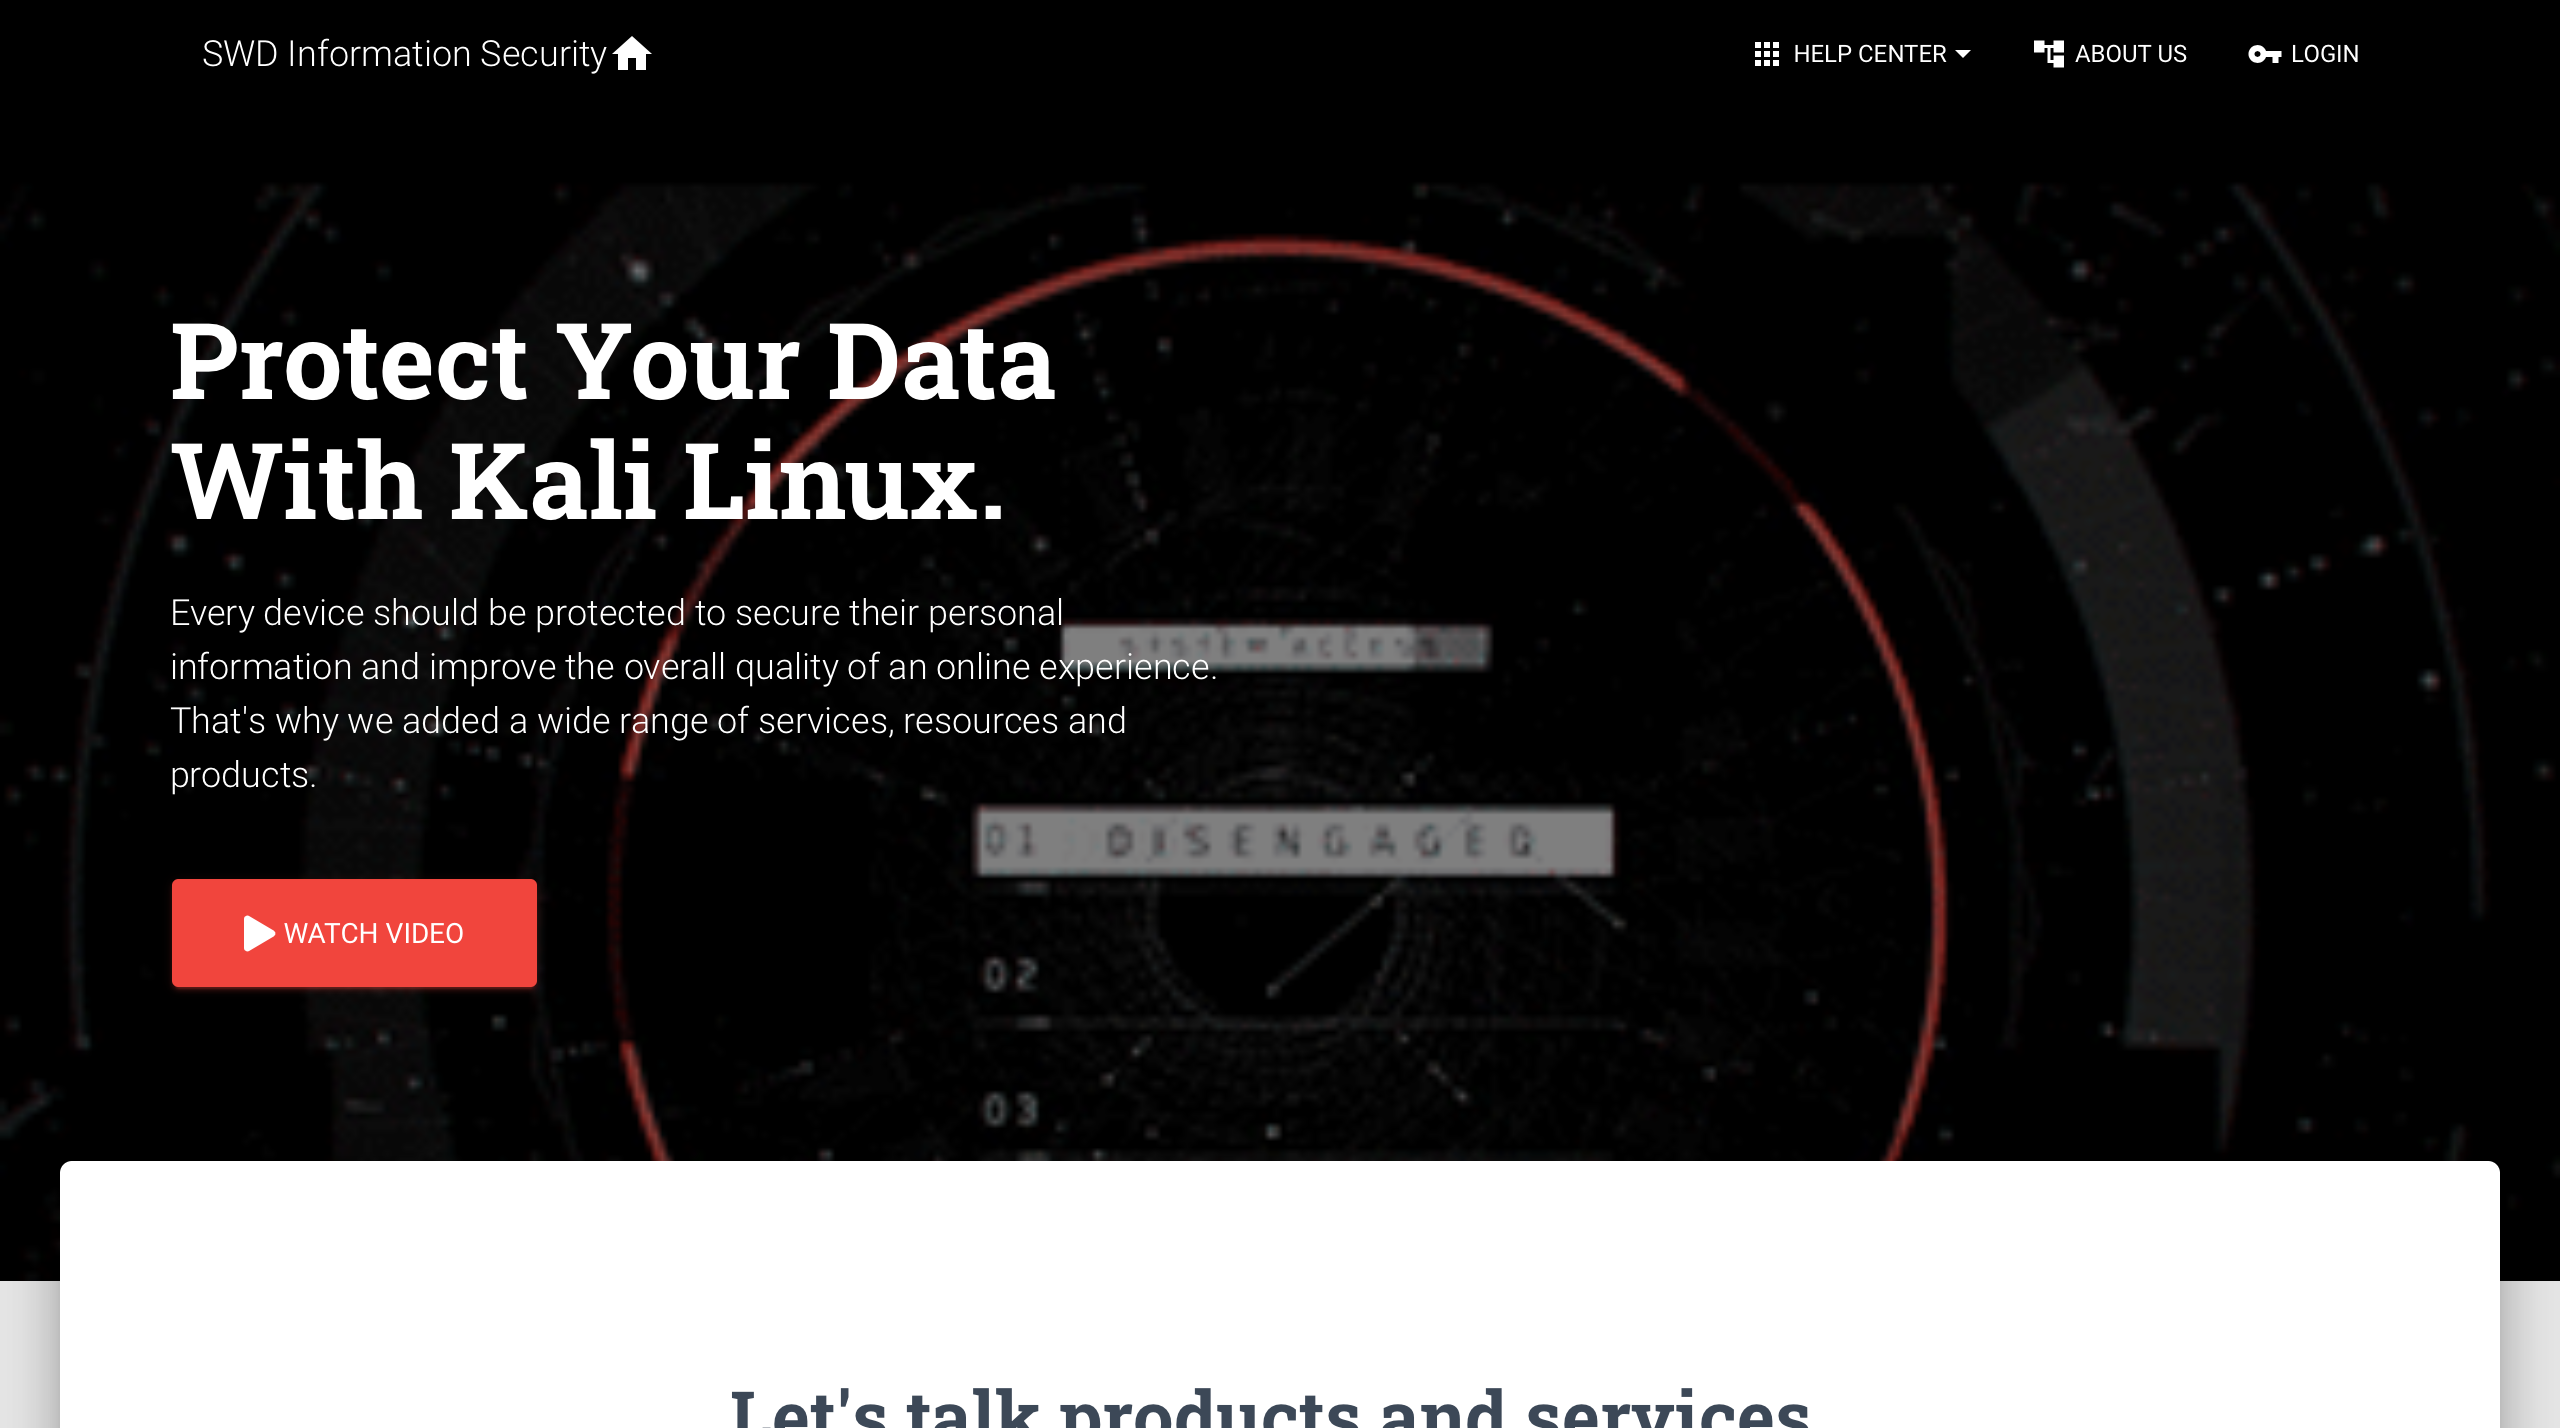 SWD Information Security
HELP CENTER
ABOUT US
LOGIN
Protect Your Data
With Kali Linux.
Every device should be protected to secure their personal
information and improve the overall quality of an online experience.
That's why we added a wide range of services, resources and
products.
WATCH VIDEO
01 DISENGAGED
02
03
Let's talk products and services